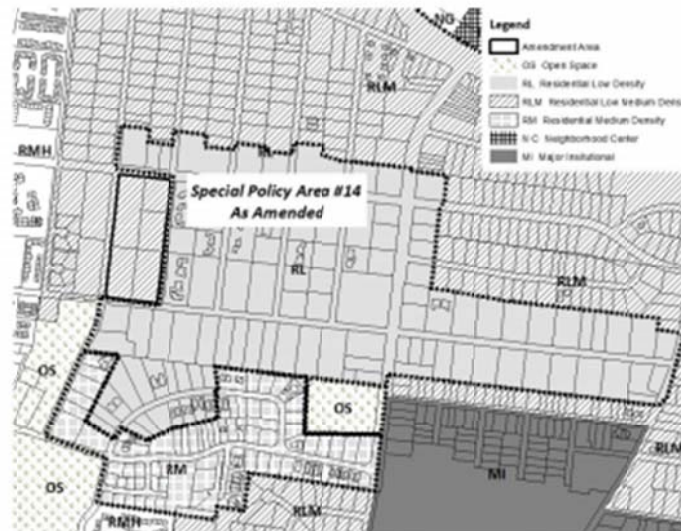 NG
Legend
Amendment Area
OS Open Space
RL Residential Low Density
RLM Residential Low Medium Dens
RM Residential Medium Density
NC Neighborhood Center
MI Major Institutional
RLM
RMH
RL
Special Policy Area #14
As Amended
RL
RLM
OS
OS
RLM
RM
MI
OS
RLM
RMH